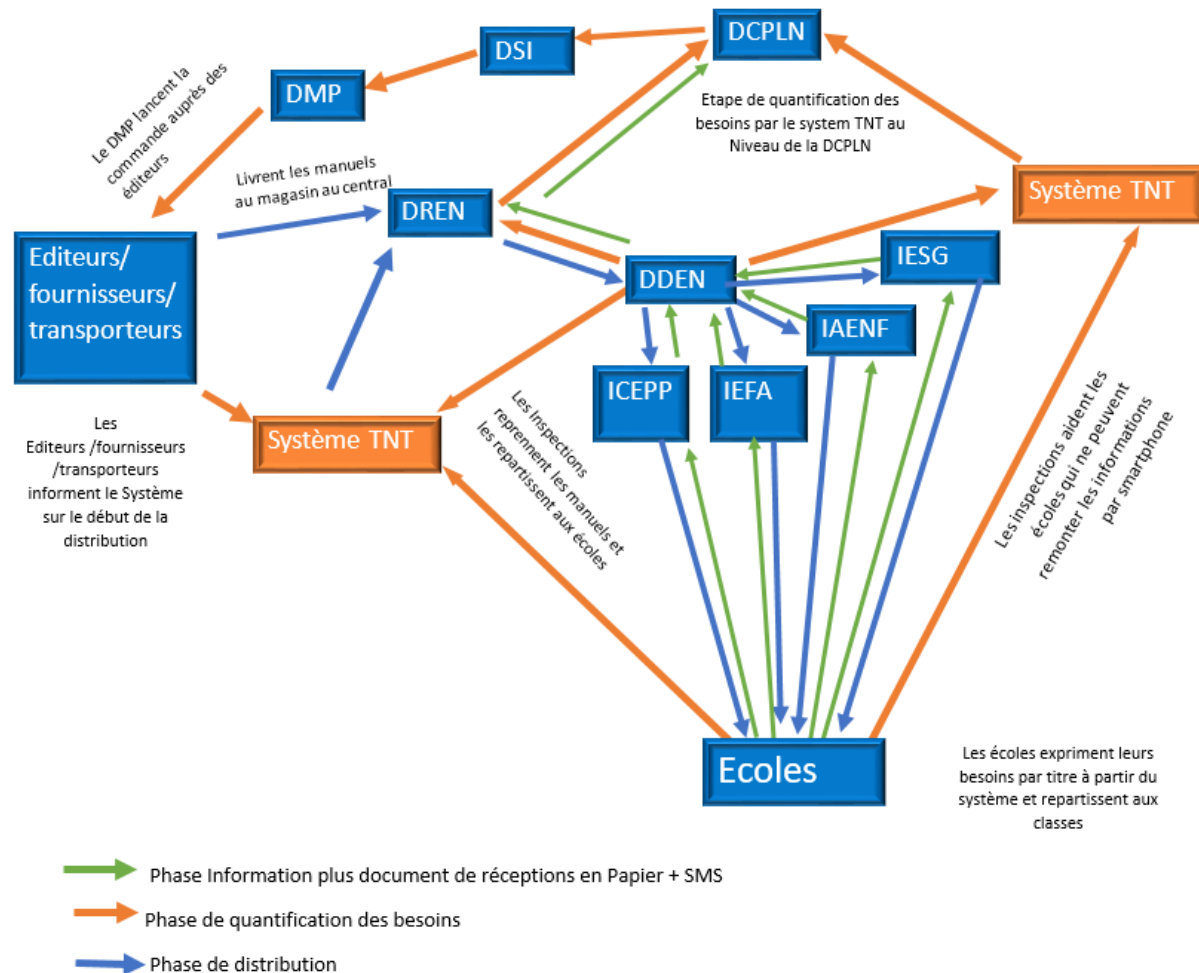 DCPLN
DSI
DMP
Le DMP lancent la
commande auprès des
éditeurs
Etape de quantification des
besoins par le system TNT au
Niveau de la DCPLN
Livrent les manuels
au magasin au central
DREN
Système TNT
Editeurs/
fournisseurs/
transporteurs
IESG
DDEN
IAENF
ICEPP
IEFA
Les
Editeurs /fournisseurs
/transporteurs
informent le Système
sur le début de la
distribution
Système TNT
Les Inspections
reprennent les manuels et
les repartissent aux écoles
Les inspections aident les
écoles qui ne peuvent
remonter les informations
par smartphone
Ecoles
Les écoles expriment leurs
besoins par titre à partir du
système et repartissent aux
classes
Phase Information plus document de réceptions en Papier + SMS
Phase de quantification des besoins
Phase de distribution